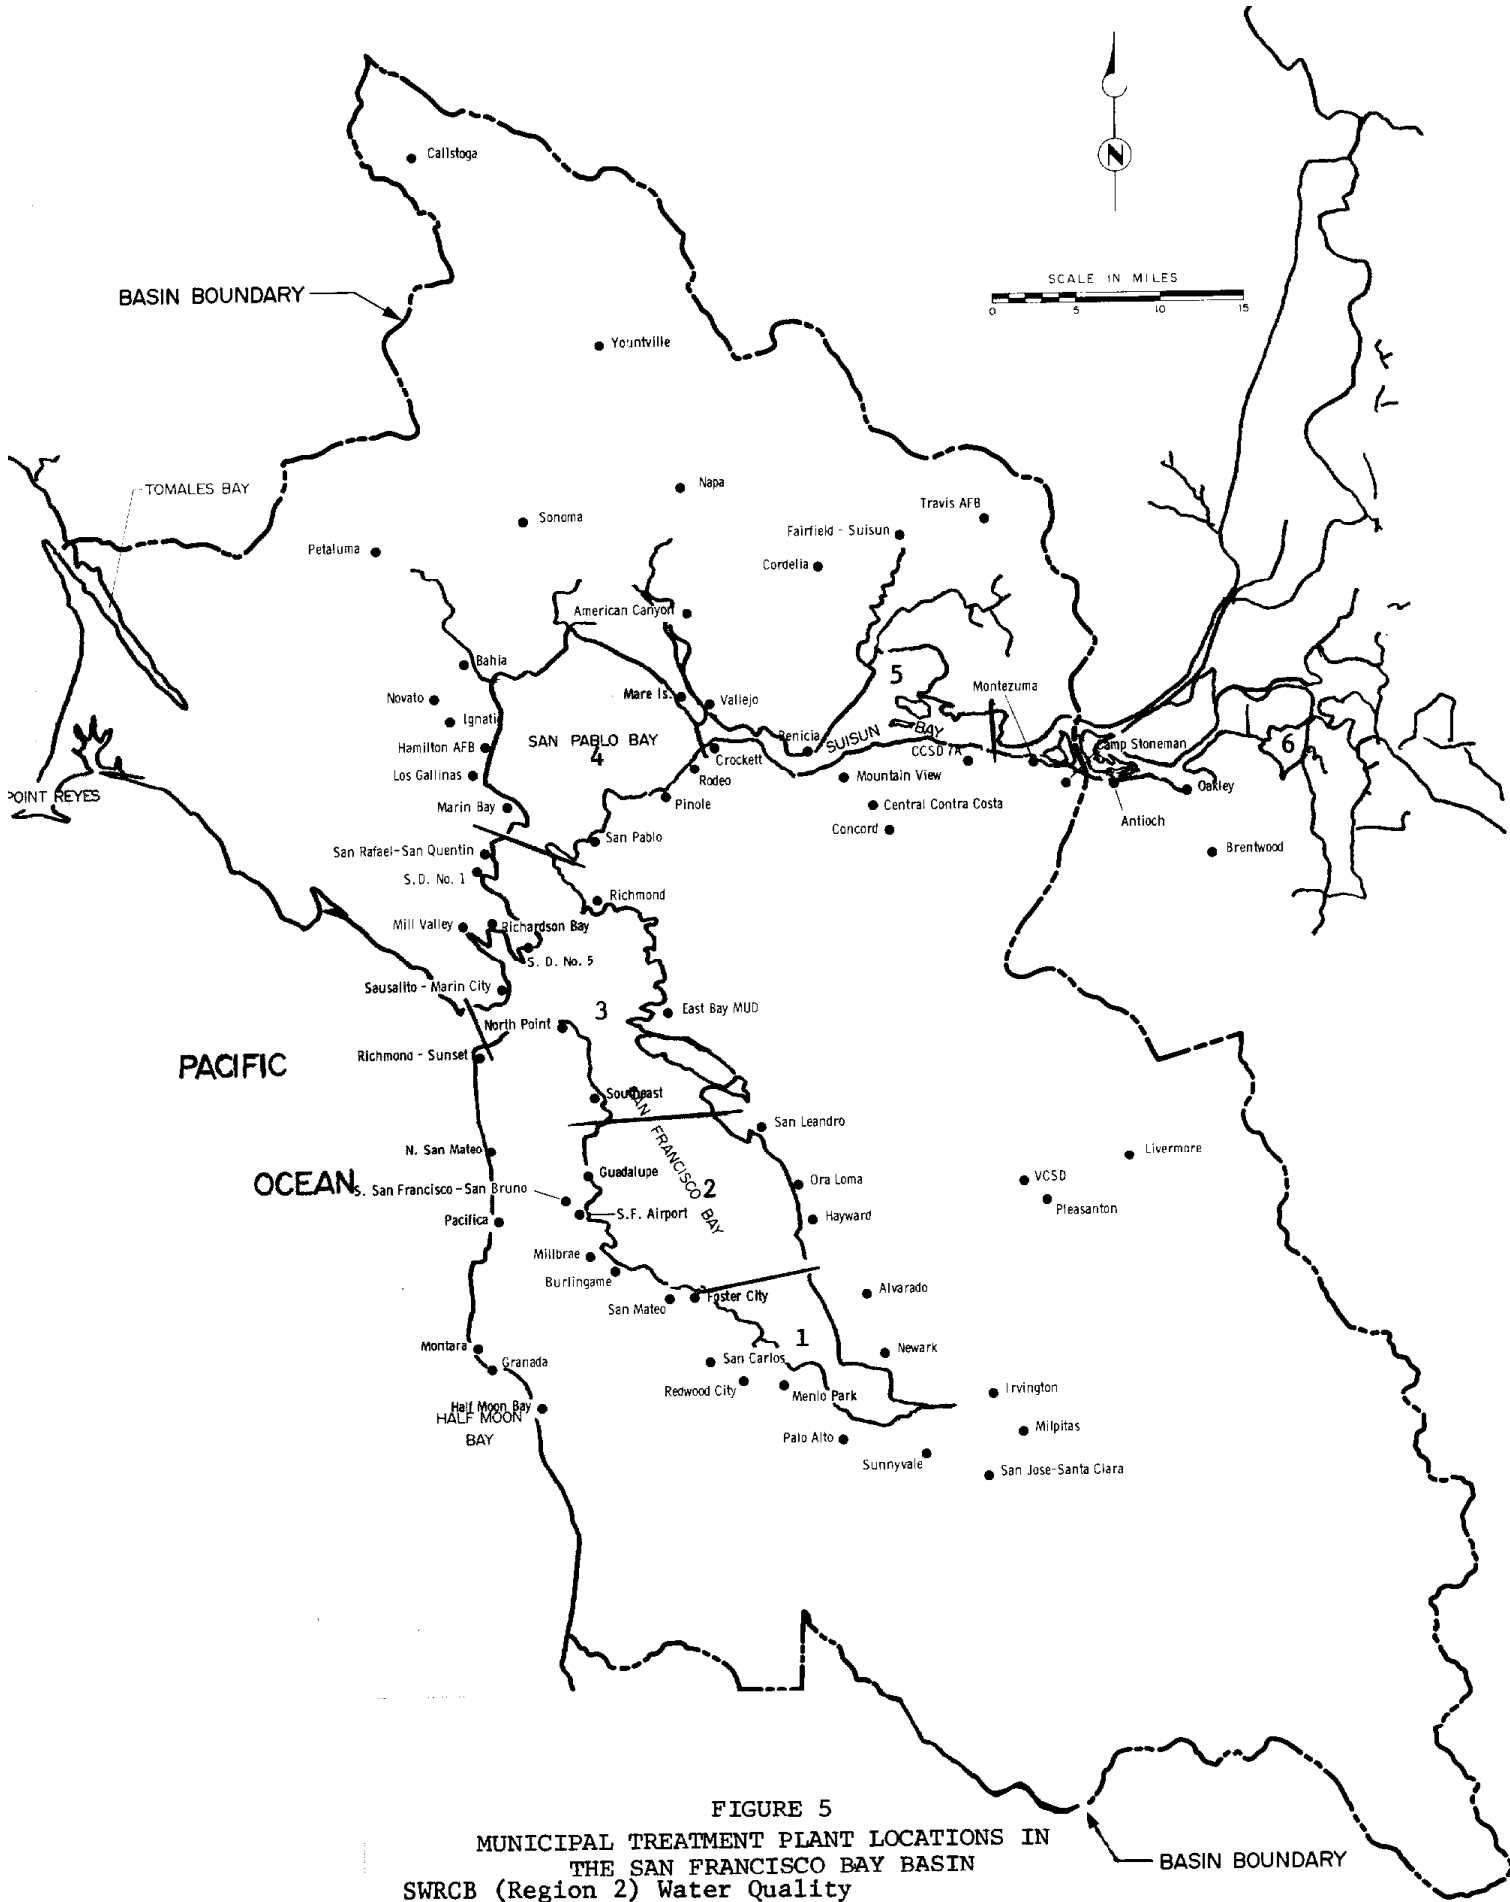 Calistoga
N
SCALE IN MILES
0 5 10 15
BASIN BOUNDARY
Yountville
TOMALES BAY
Napa
Sonoma
Travis AFB
Fairfield - Suisun
Petaluma
Cordelia
American Canyon
Bahia
5
Montezuma
Mare Is.
Vallejo
Novato
Ignatio
SAN PABLO BAY
4
Hamilton AFB
Benicia
SUISUN BAY
CCSD 7A
Camp Stoneman
6
Crockett
Los Gallinas
Rodeo
Mountain View
Oakley
POINT REYES
Marin Bay
Pinole
Central Contra Costa
Antioch
Concord
San Pablo
Brentwood
San Rafael-San Quentin
S.D. No. 1
Richmond
Mill Valley
Richardson Bay
S. D. No. 5
Sausalito - Marin City
3
East Bay MUD
North Point
Richmond - Sunset
PACIFIC
Southeast
SAN FRANCISCO BAY
San Leandro
N. San Mateo
Livermore
OCEAN
Guadalupe
2
Ora Loma
VCSD
S. San Francisco-San Bruno
Pleasanton
S.F. Airport
Hayward
Pacifica
Millbrae
Burlingame
Alvarado
San Mateo
Foster City
1
Montara
Newark
Granada
San Carlos
Redwood City
Menlo Park
Irvington
Half Moon Bay
HALF MOON
BAY
Milpitas
Palo Alto
Sunnyvale
San Jose-Santa Clara
FIGURE 5
MUNICIPAL TREATMENT PLANT LOCATIONS IN
THE SAN FRANCISCO BAY BASIN
SWRCB (Region 2) Water Quality
BASIN BOUNDARY